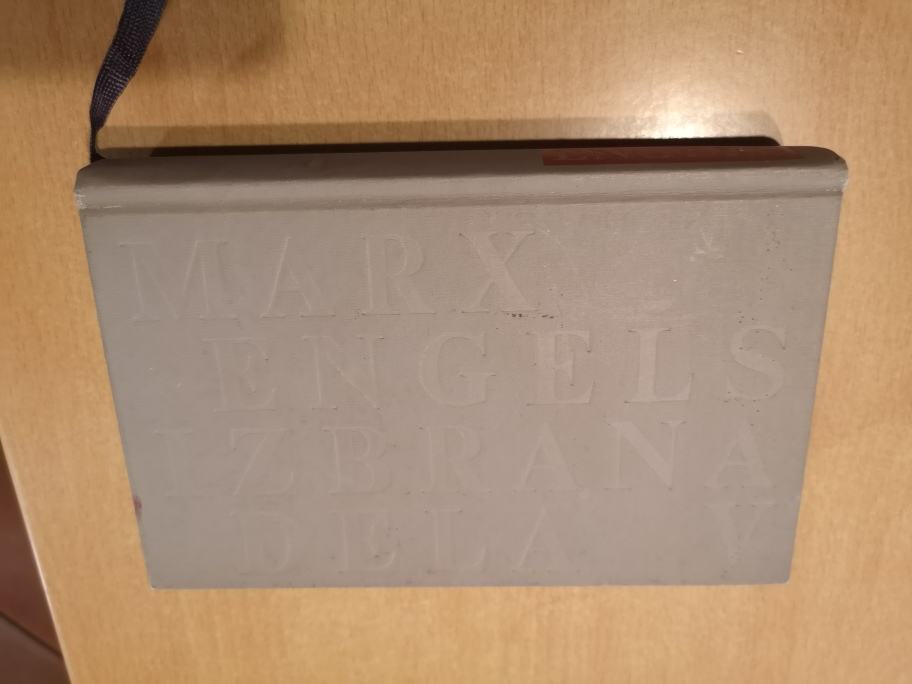 MARX
ENGELS
IZBRANA
DELA V